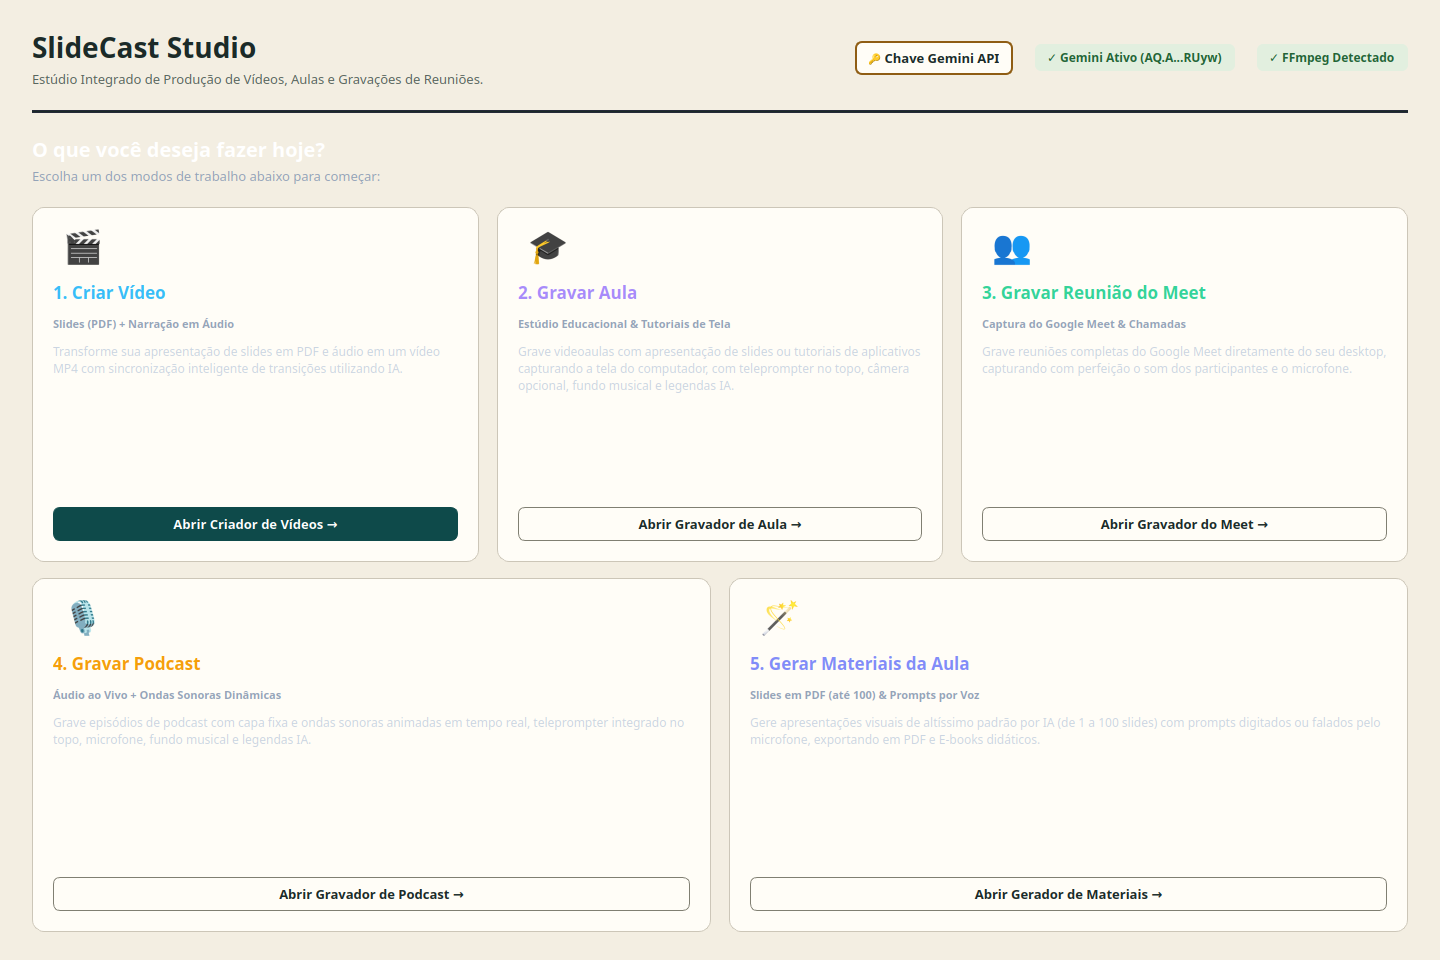 SlideCast Studio
Estúdio Integrado de Produção de Vídeos, Aulas e Gravações de Reuniões.
Chave Gemini API
✓ Gemini Ativo (AQ.A...RUyw)
✓ FFmpeg Detectado
O que você deseja fazer hoje?
Escolha um dos modos de trabalho abaixo para começar:
1. Criar Vídeo
Slides (PDF) + Narração em Áudio
Transforme sua apresentação de slides em PDF e áudio em um vídeo
MP4 com sincronização inteligente de transições utilizando IA.
Abrir Criador de Vídeos →
2. Gravar Aula
Estúdio Educacional & Tutoriais de Tela
Grave videoaulas com apresentação de slides ou tutoriais de aplicativos
capturando a tela do computador, com teleprompter no topo, câmera
opcional, fundo musical e legendas IA.
Abrir Gravador de Aula →
3. Gravar Reunião do Meet
Captura do Google Meet & Chamadas
Grave reuniões completas do Google Meet diretamente do seu desktop,
capturando com perfeição o som dos participantes e o microfone.
Abrir Gravador do Meet →
4. Gravar Podcast
Áudio ao Vivo + Ondas Sonoras Dinâmicas
Grave episódios de podcast com capa fixa e ondas sonoras animadas em tempo real, teleprompter integrado no
topo, microfone, fundo musical e legendas IA.
Abrir Gravador de Podcast →
5. Gerar Materiais da Aula
Slides em PDF (até 100) & Prompts por Voz
Gere apresentações visuais de altíssimo padrão por IA (de 1 a 100 slides) com prompts digitados ou falados pelo
microfone, exportando em PDF e E-books didáticos.
Abrir Gerador de Materiais →